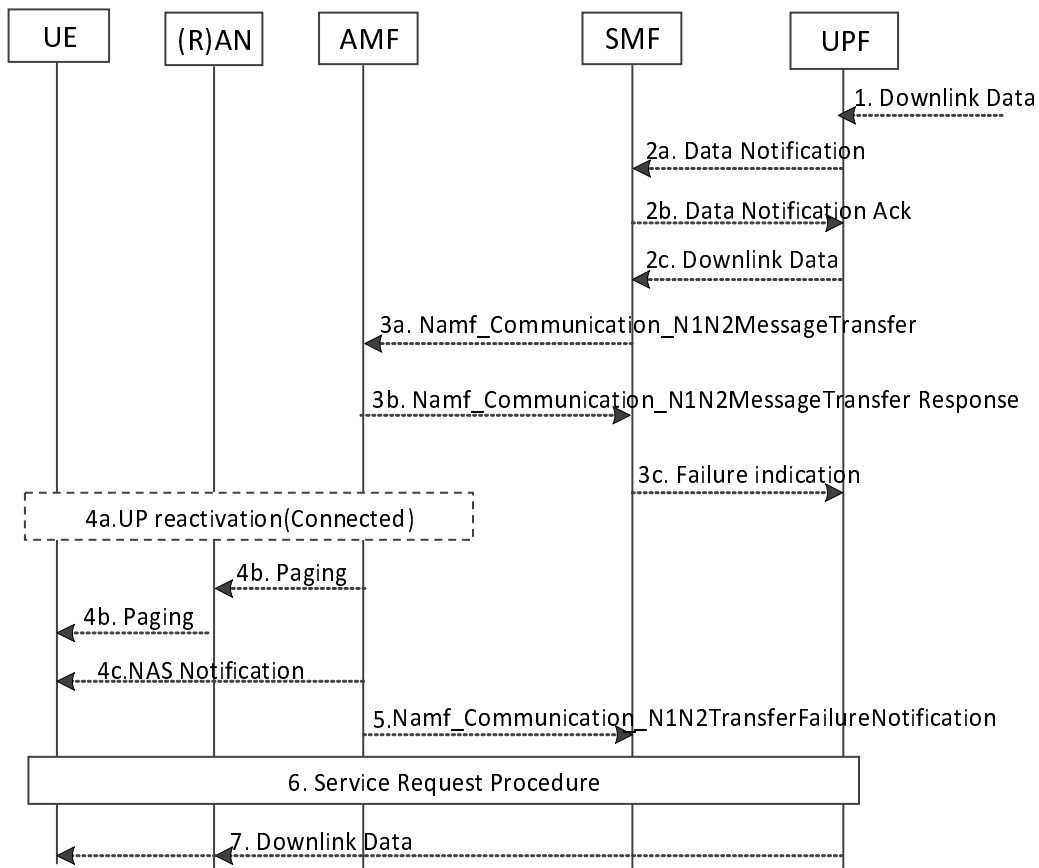 UE
(R)AN
AMF
SMF
UPF
1. Downlink Data
2a. Data Notification
2b. Data Notification Ack
2c. Downlink Data
3a. Namf_Communication_N1N2MessageTransfer
3b. Namf_Communication_N1N2MessageTransfer Response
3c. Failure indication
4a.UP reactivation(Connected)
4b. Paging
4b. Paging
4c.NAS Notification
5.Namf_Communication_N1N2TransferFailureNotification
6. Service Request Procedure
7. Downlink Data